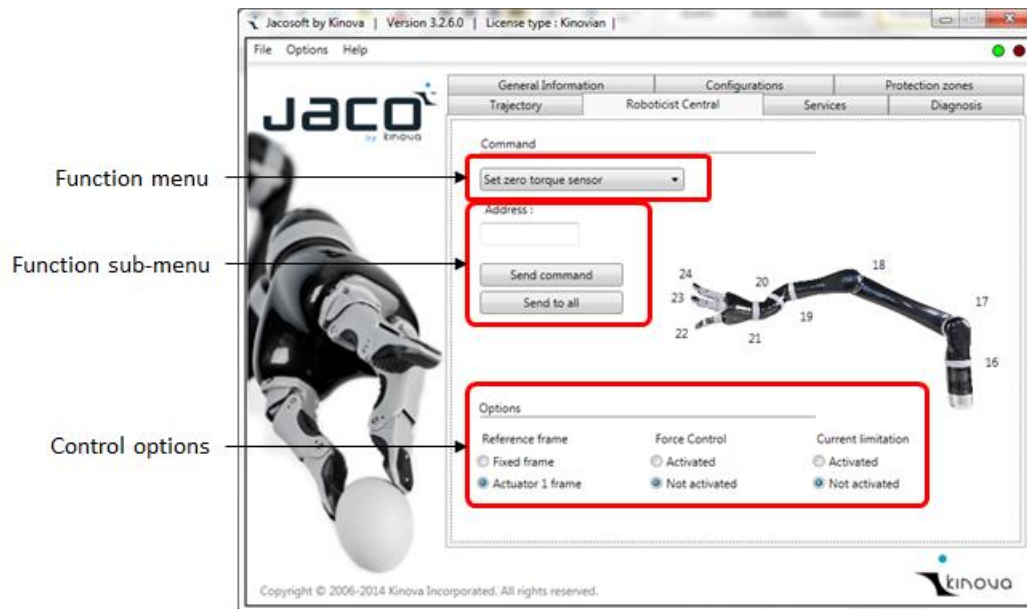 Jacosoft by Kinova | Version 3.2.6.0 | License type : Kinovian |
File Options Help
General Information Configurations Protection zones
Trajectory Roboticist Central Services Diagnosis
JACO
by kinova
Command
Function menu
Set zero torque sensor
Address :
Function sub-menu
Send command
Send to all
24
23
22
20
21
19
18
17
16
Options
Control options
Reference frame Force Control Current limitation
Fixed frame Activated Activated
Actuator 1 frame Not activated Not activated
kinova
Copyright © 2006-2014 Kinova Incorporated. All rights reserved.